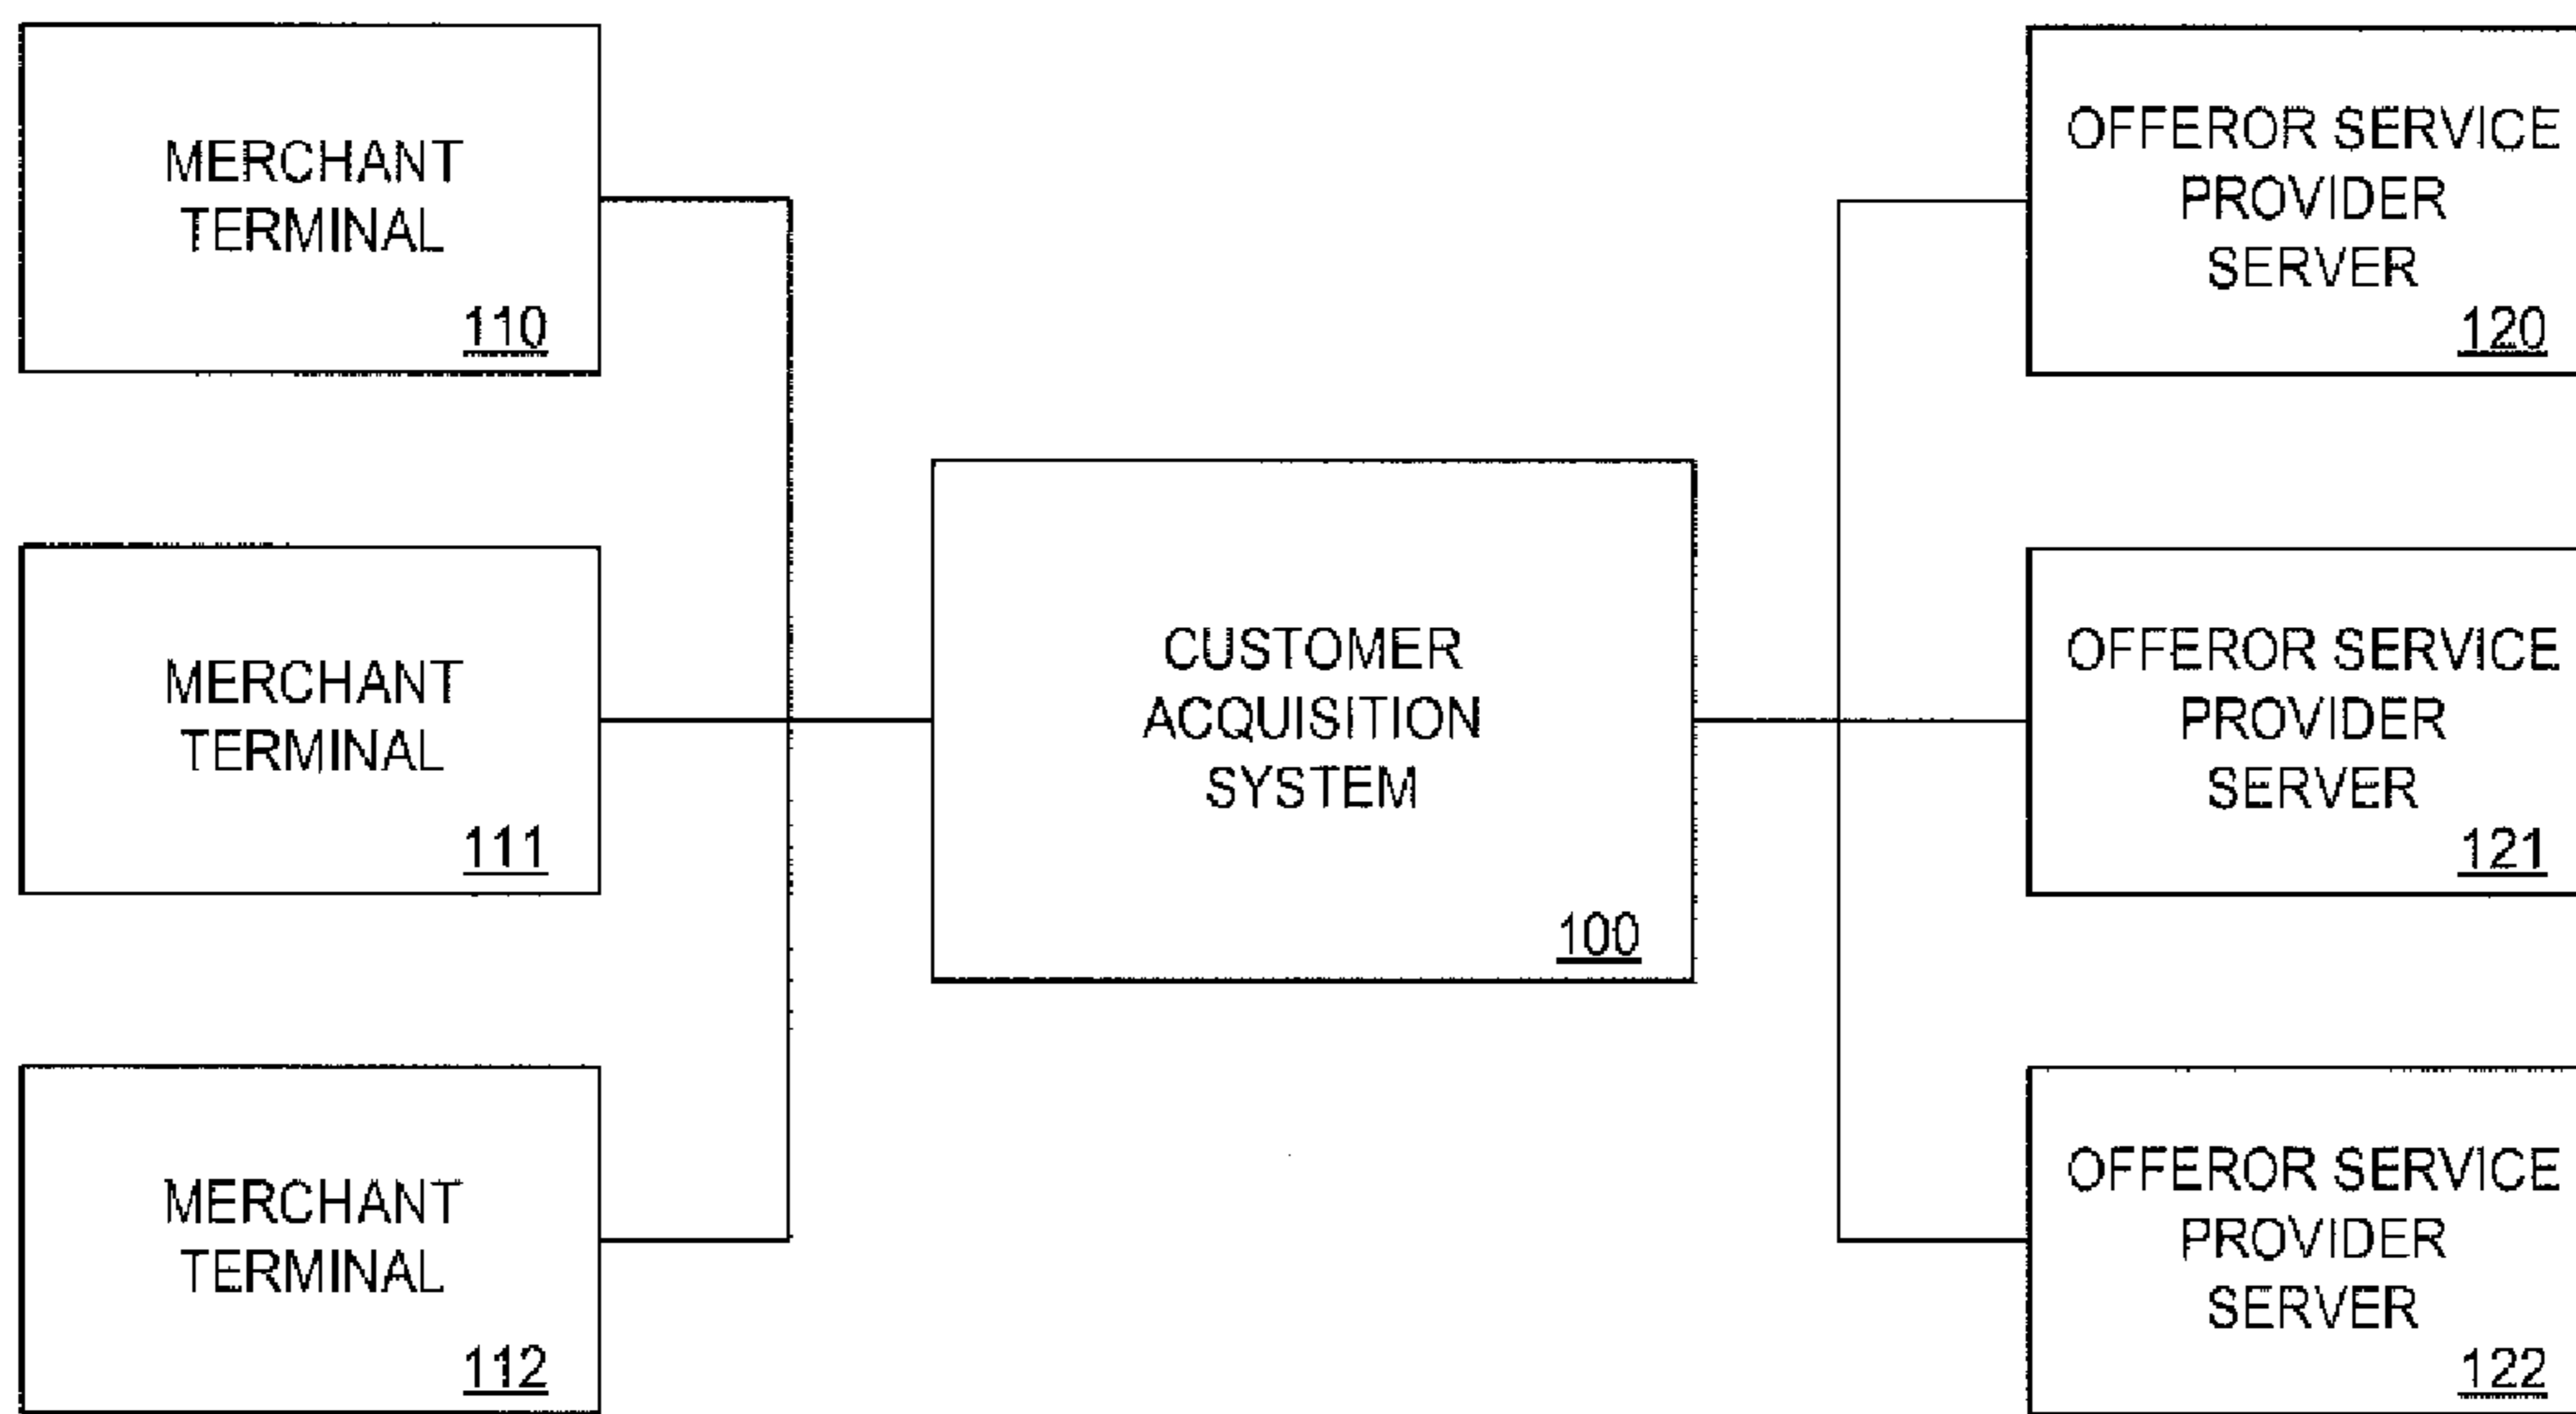 MERCHANT
TERMINAL
110
MERCHANT
TERMINAL
111
MERCHANT
TERMINAL
112
CUSTOMER
ACQUISITION
SYSTEM
100
OFFEROR SERVICE
PROVIDER
SERVER
120
OFFEROR SERVICE
PROVIDER
SERVER
121
OFFEROR SERVICE
PROVIDER
SERVER
122